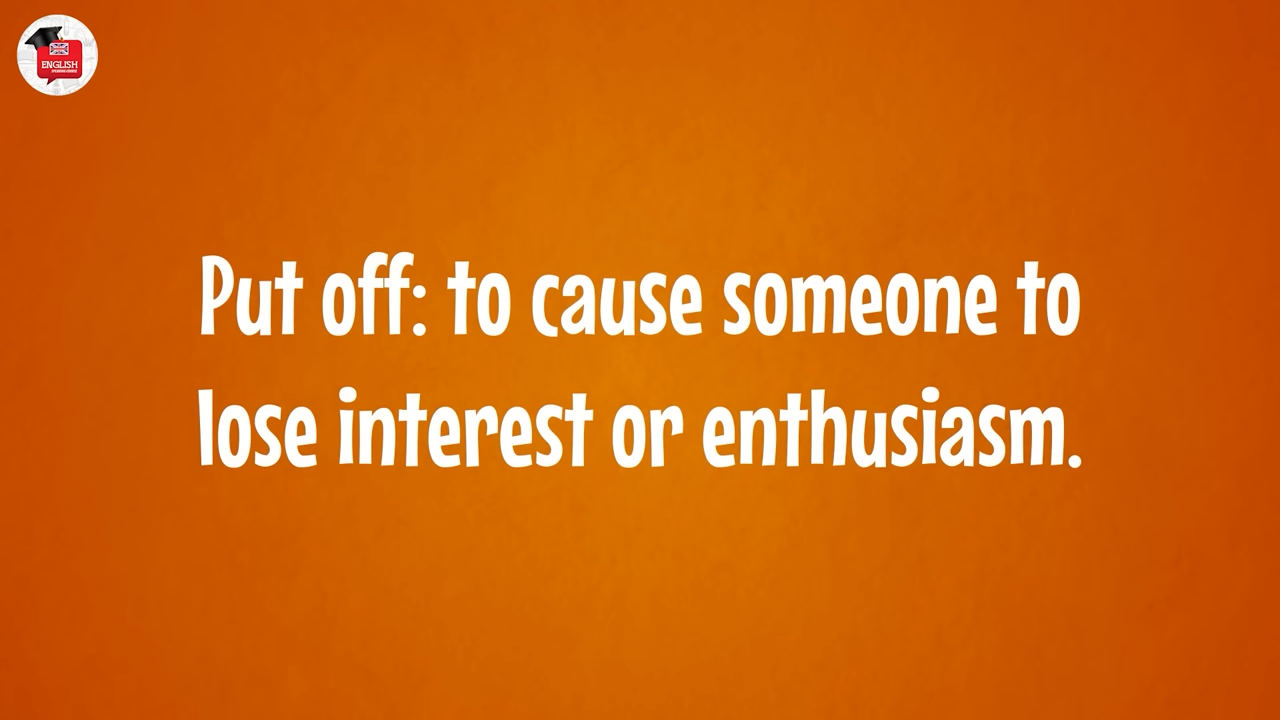 ENGLISH
Put off: to cause someone to
lose interest or enthusiasm.